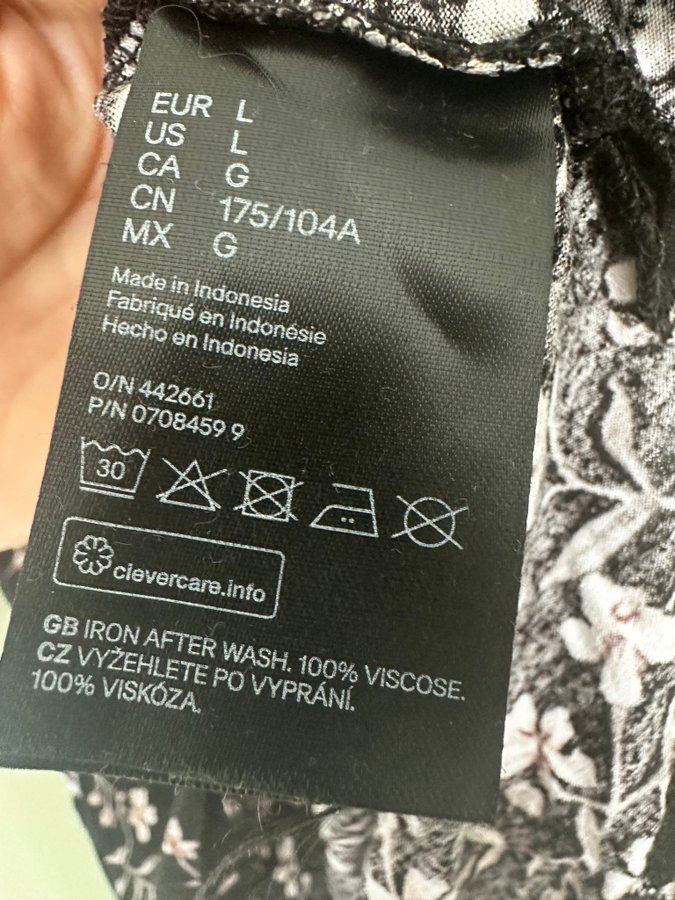 EUR L
US L
CA G
CN 175/104A
MX G
Made in Indonesia
Fabriqué en Indonésie
Hecho en Indonesia
O/N 442661
P/N 0708459 9
30
clevercare.info
GB IRON AFTER WASH. 100% VISCOSE.
CZ VYŽEHLETE PO VYPRÁNÍ.
100% VISKÓZA.